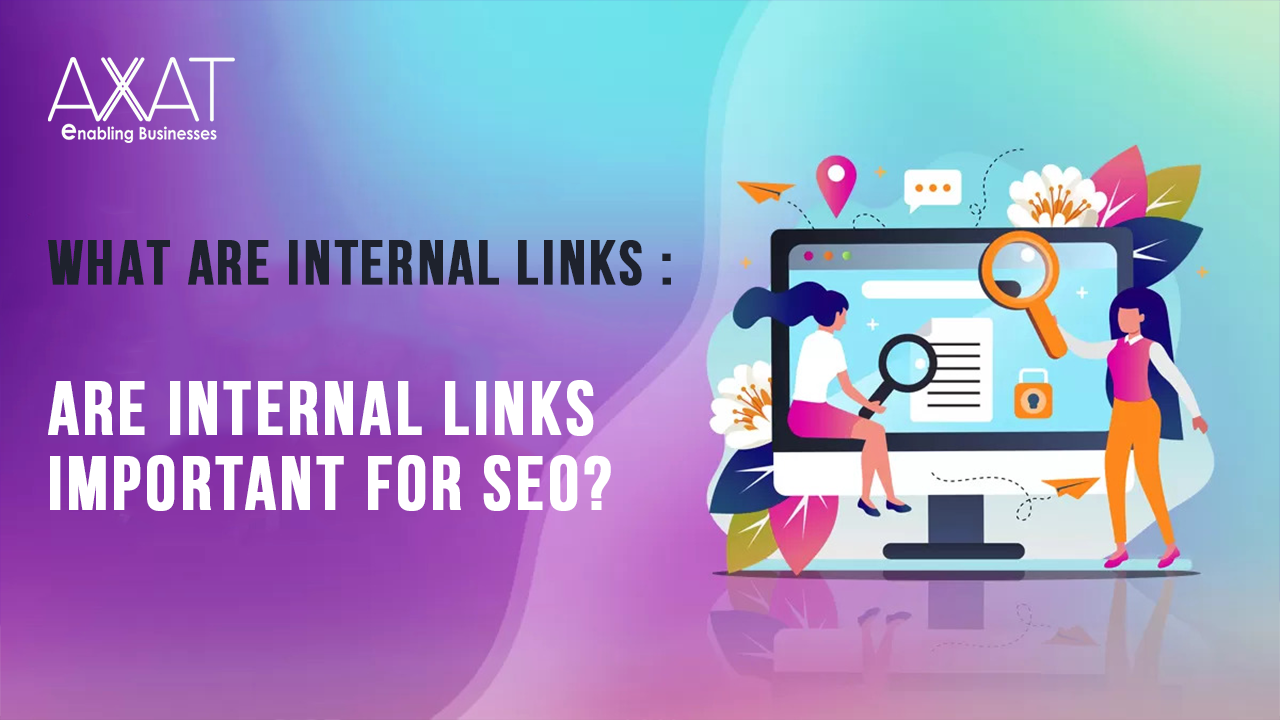 AXAT
enabling Businesses
WHAT ARE INTERNAL LINKS :
ARE INTERNAL LINKS
IMPORTANT FOR SEO?